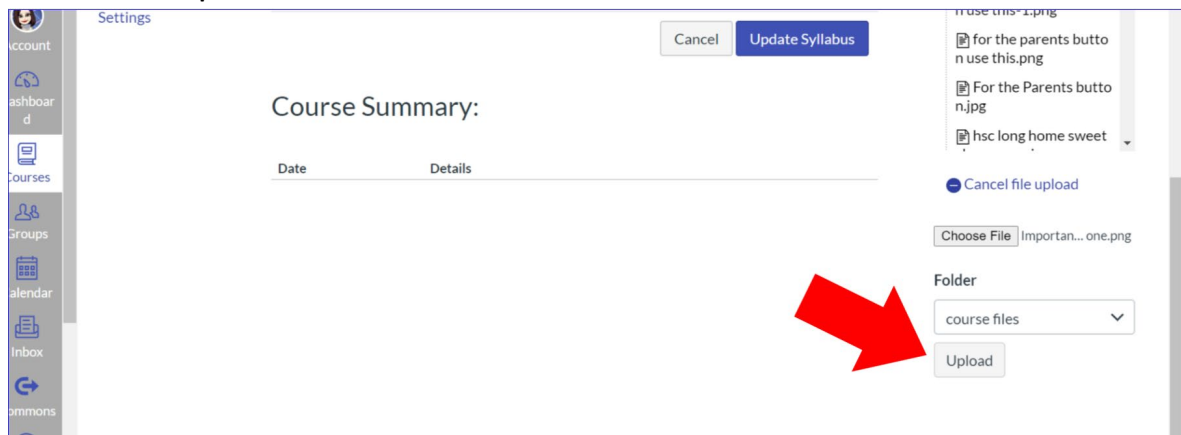 Settings
ccount
ashboar
d
Courses
Groups
alendar
Inbox
ommons
Cancel
Update Syllabus
Course Summary:
Date
Details
n use this-1.png
for the parents butto
n use this.png
For the Parents butto
n.jpg
hsc long home sweet
Cancel file upload
Choose File Importan... one.png
Folder
course files
Upload